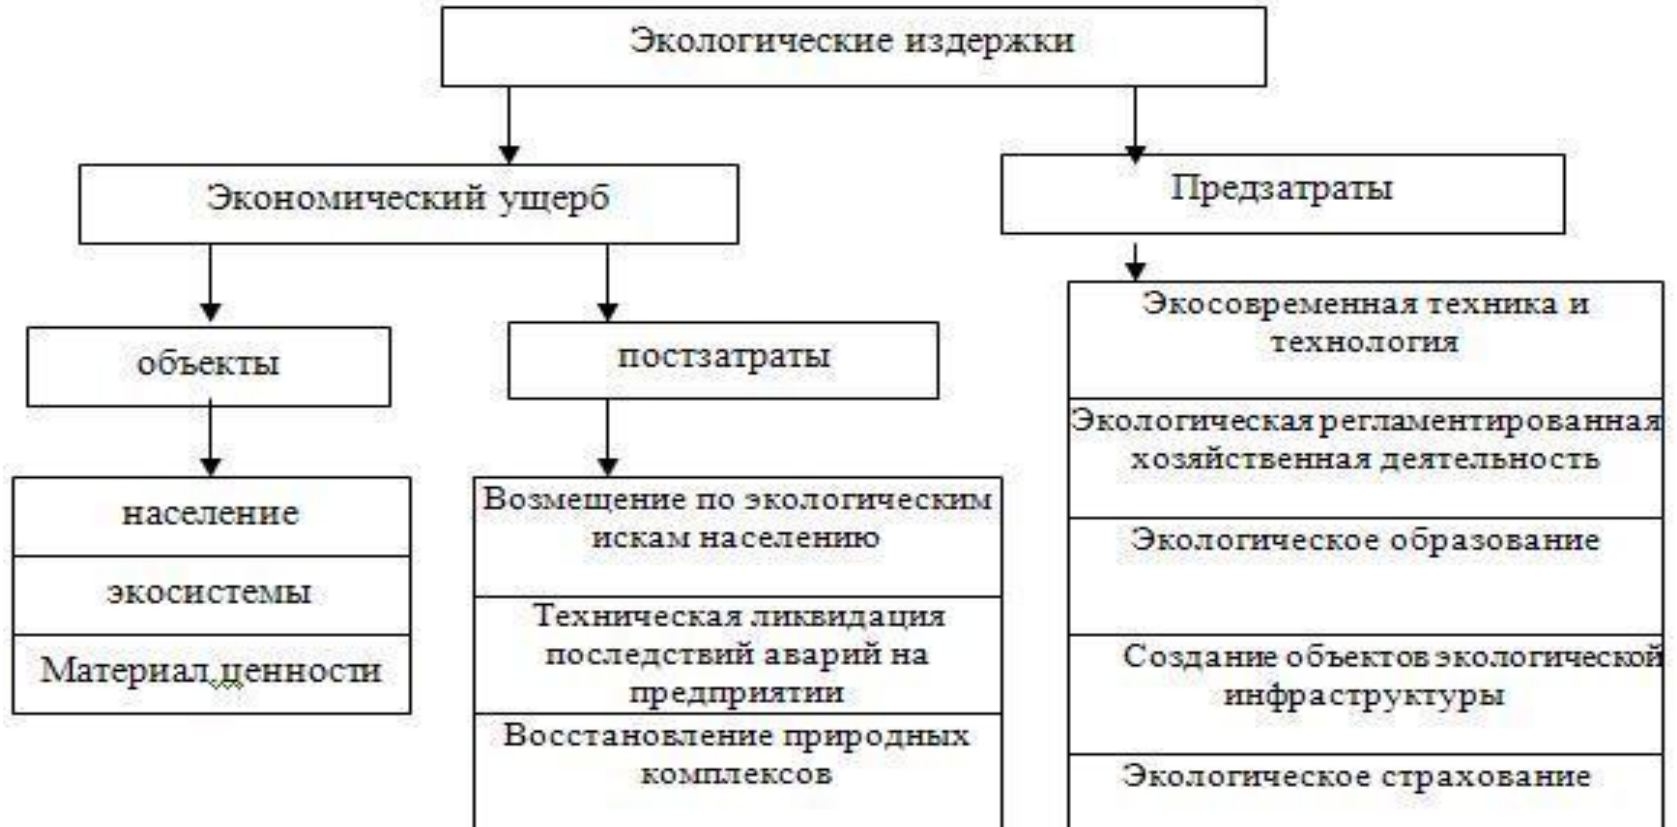 Экологические издержки
Экономический ущерб
Предзатраты
объекты
постзатраты
население
экосистемы
Материал ценности
Возмещение по экологическим
искам населению
Техническая ликвидация
последствий аварий на
предприятии
Восстановление природных
комплексов
Экосовременная техника и
технология
Экологическая регламентированная
хозяйственная деятельность
Экологическое образование
Создание объектов экологической
инфраструктуры
Экологическое страхование